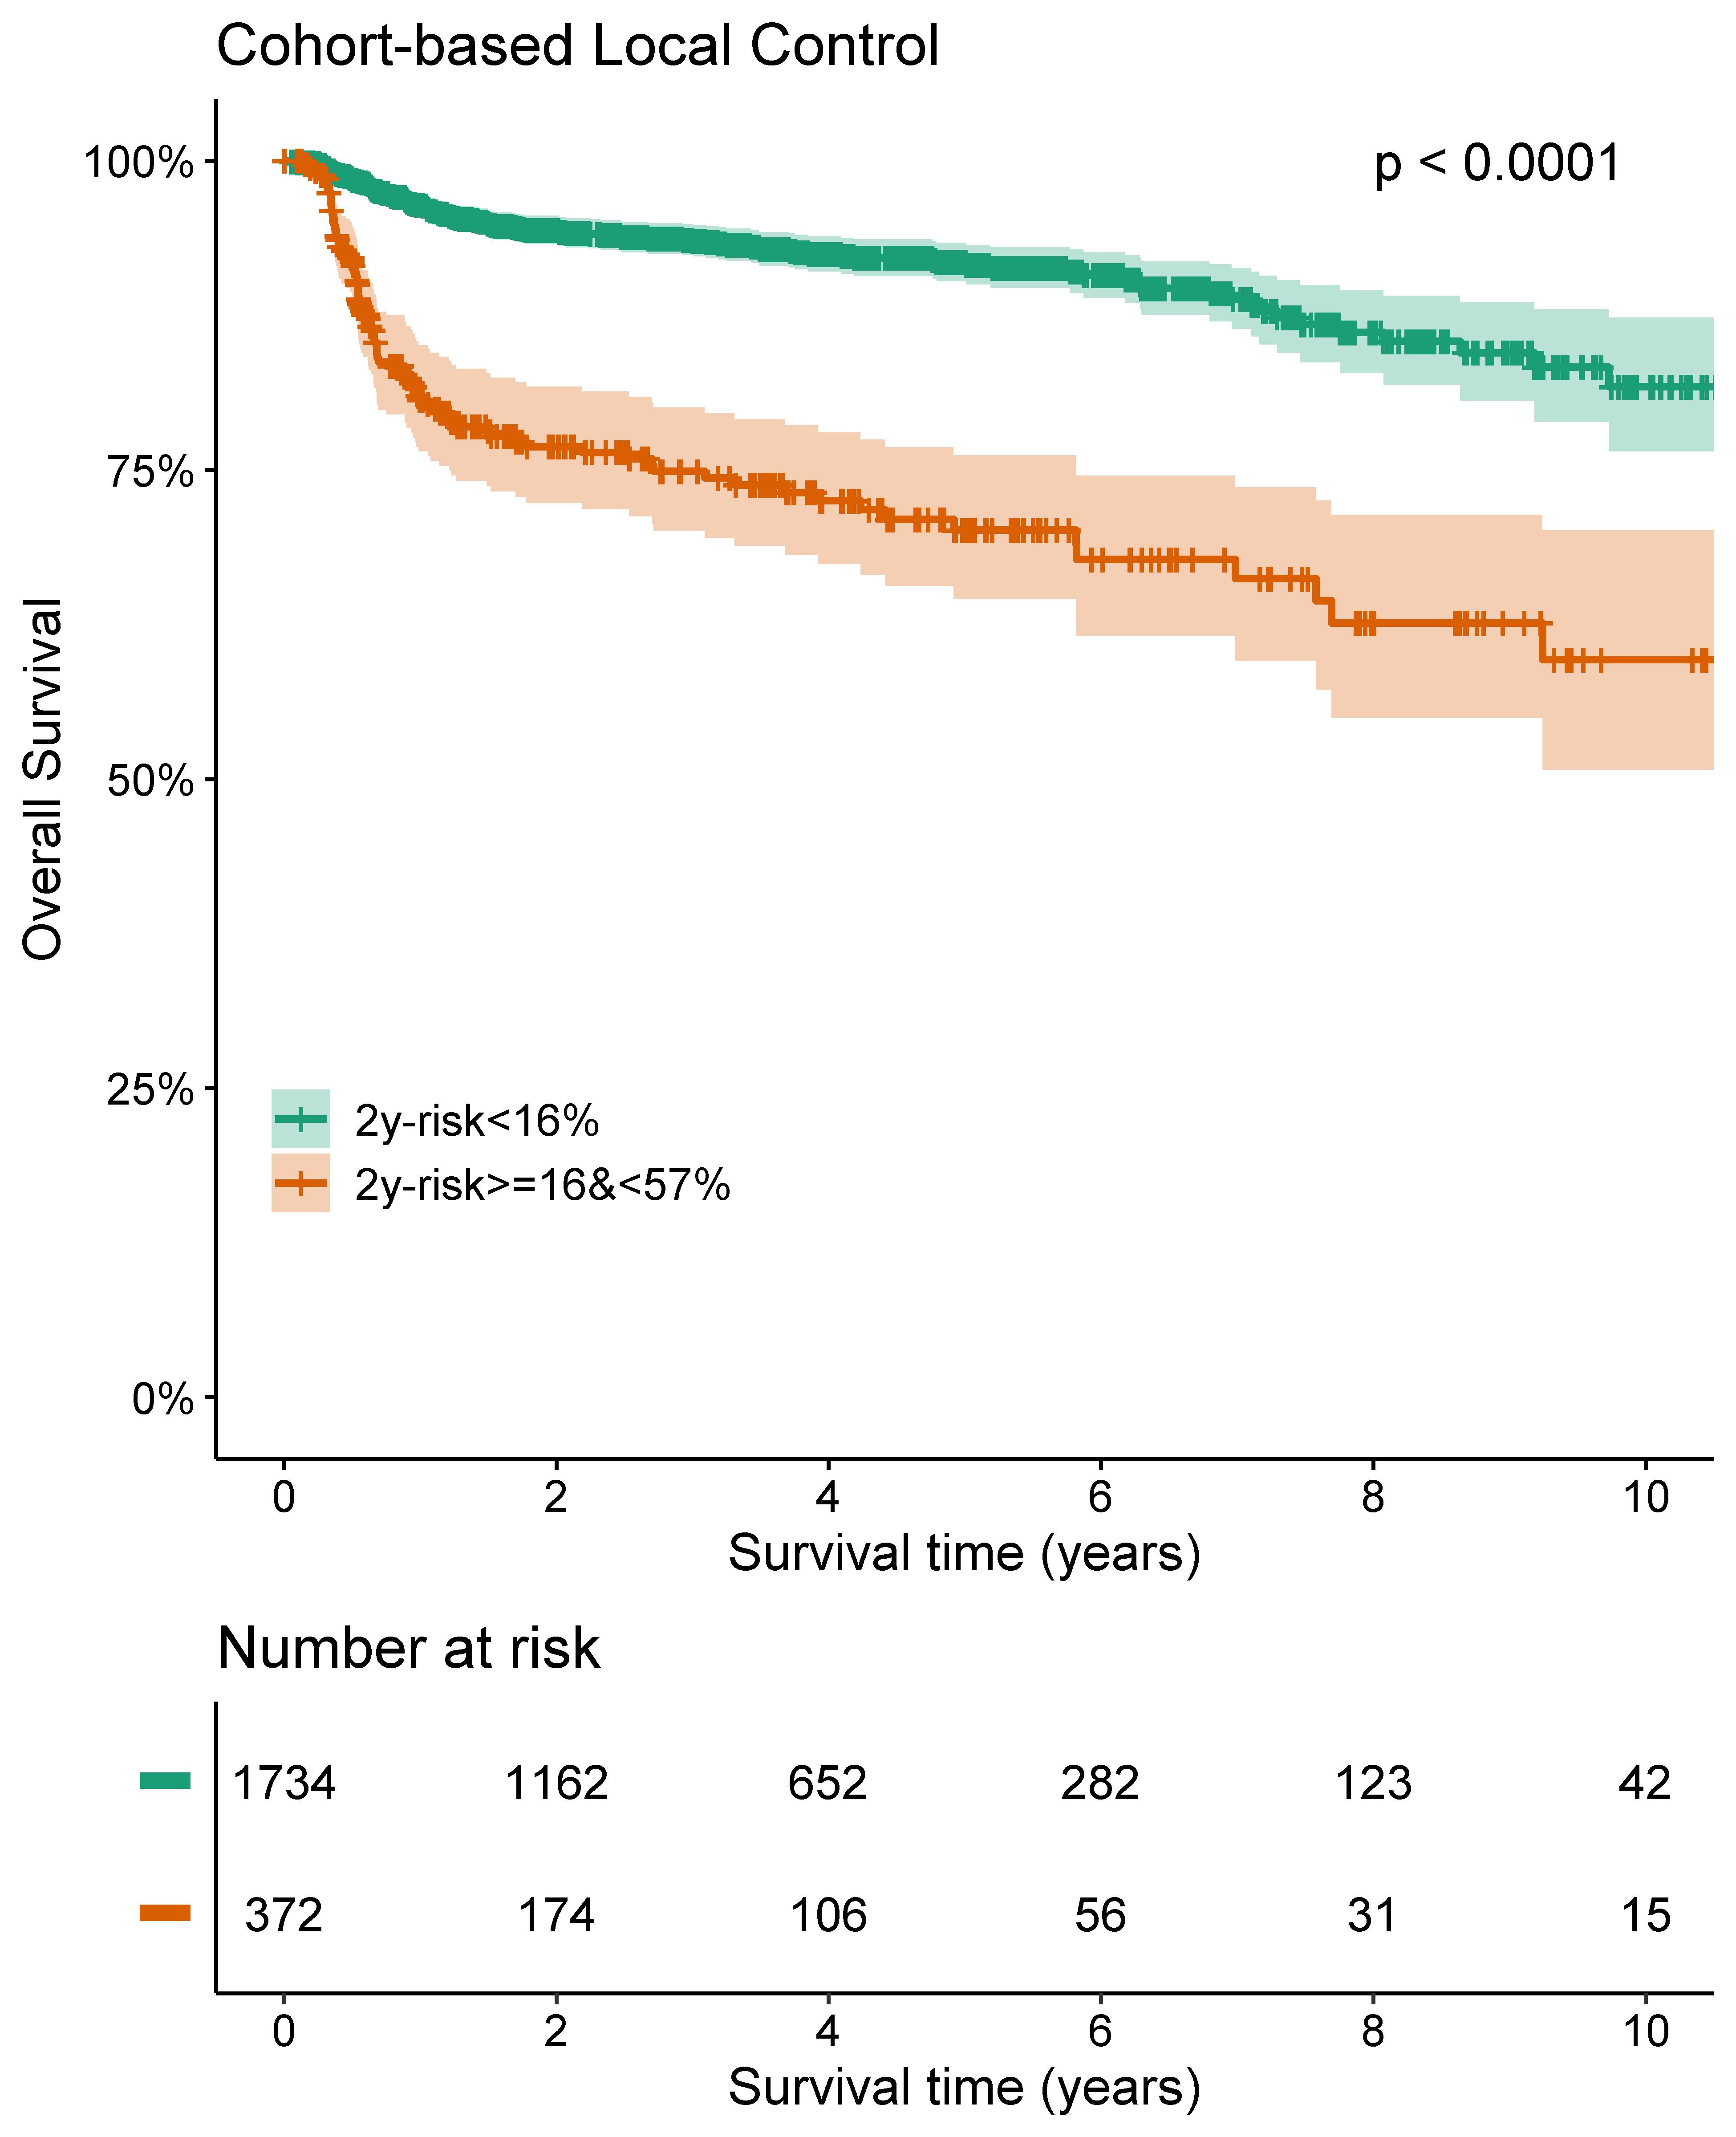 Cohort-based Local Control
p < 0.0001
100%
75%
50%
25%
0%
Overall Survival
2y-risk<16%
2y-risk>=16&<57%
0 2 4 6 8 10
Survival time (years)
Number at risk
1734 1162 652 282 123 42
372 174 106 56 31 15
0 2 4 6 8 10
Survival time (years)